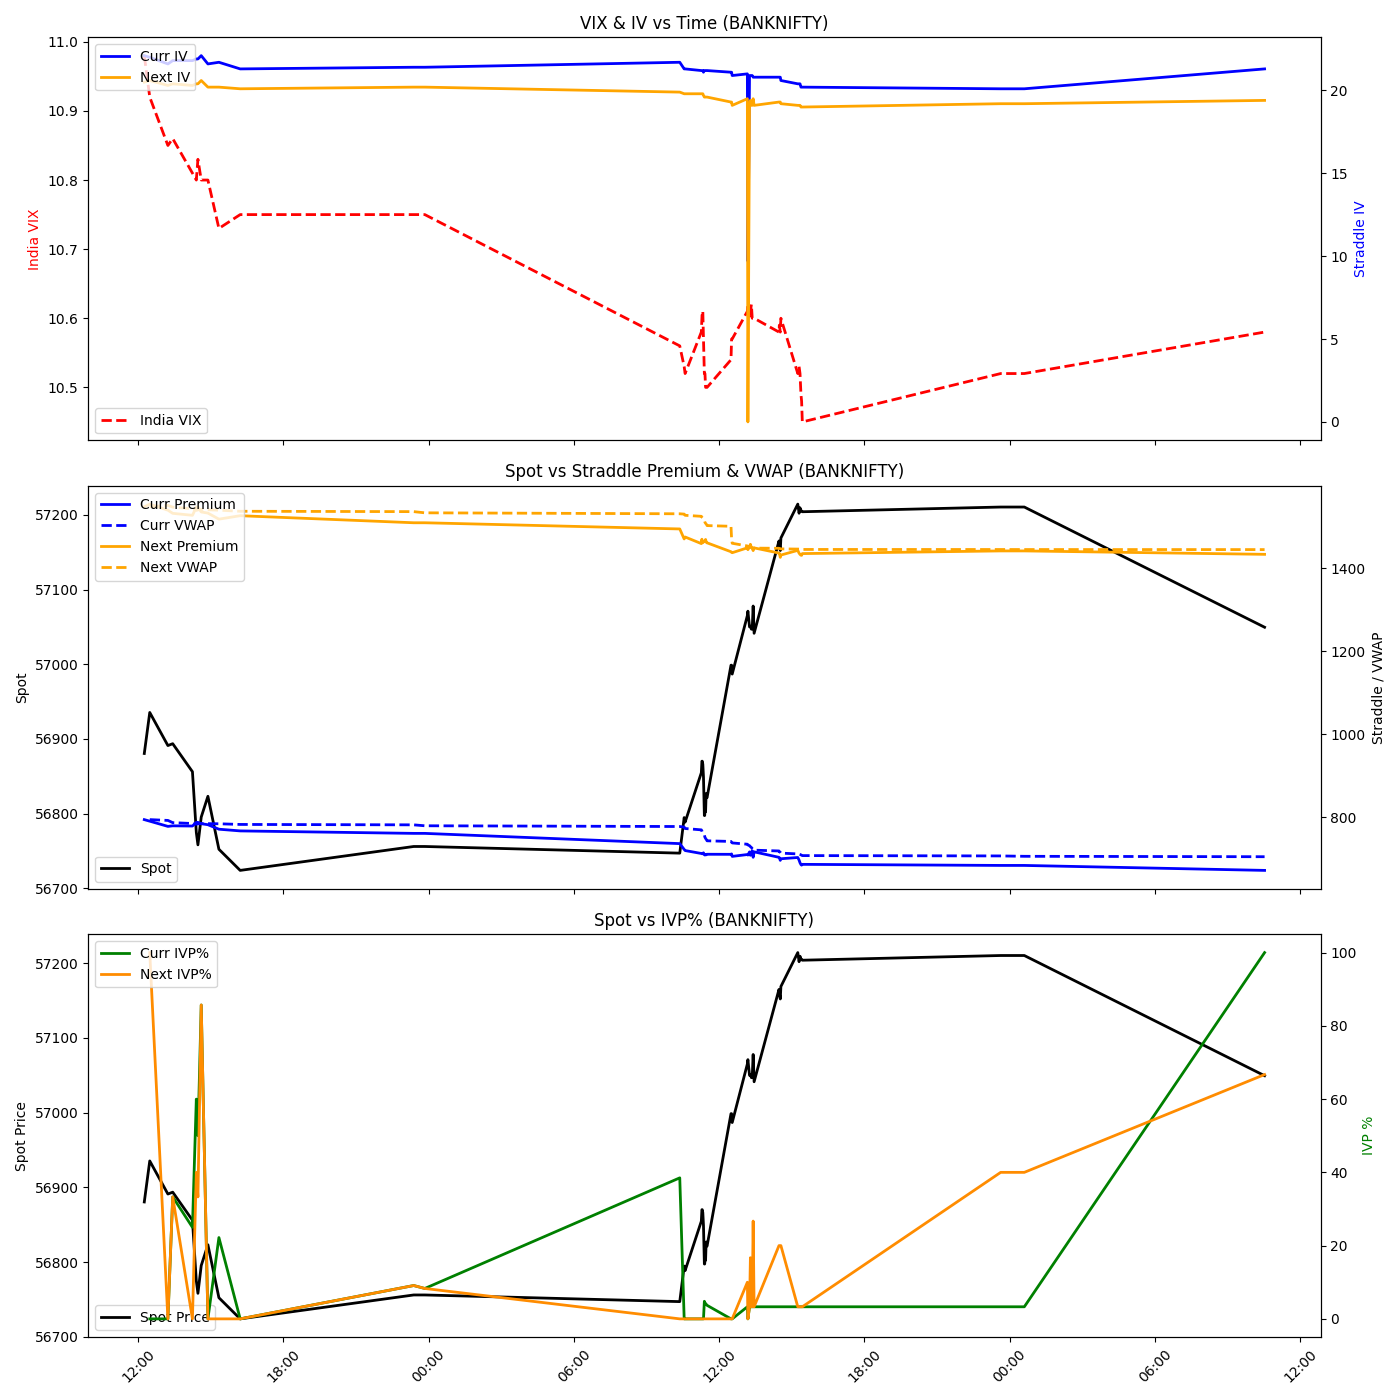 VIX & IV vs Time (BANKNIFTY)
Curr IV
Next IV
India VIX
11.0
10.9
10.8
10.7
10.6
10.5
India VIX
20
15
10
5
0
Straddle IV
Spot vs Straddle Premium & VWAP (BANKNIFTY)
Curr Premium
Curr VWAP
Next Premium
Next VWAP
Spot
57200
57100
57000
56900
56800
56700
Spot
1400
1200
1000
800
Straddle / VWAP
Spot vs IVP% (BANKNIFTY)
Curr IVP%
Next IVP%
Spot Price
57200
57100
57000
56900
56800
56700
Spot Price
100
80
60
40
20
0
IVP %
12:00
18:00
00:00
06:00
12:00
18:00
00:00
06:00
12:00